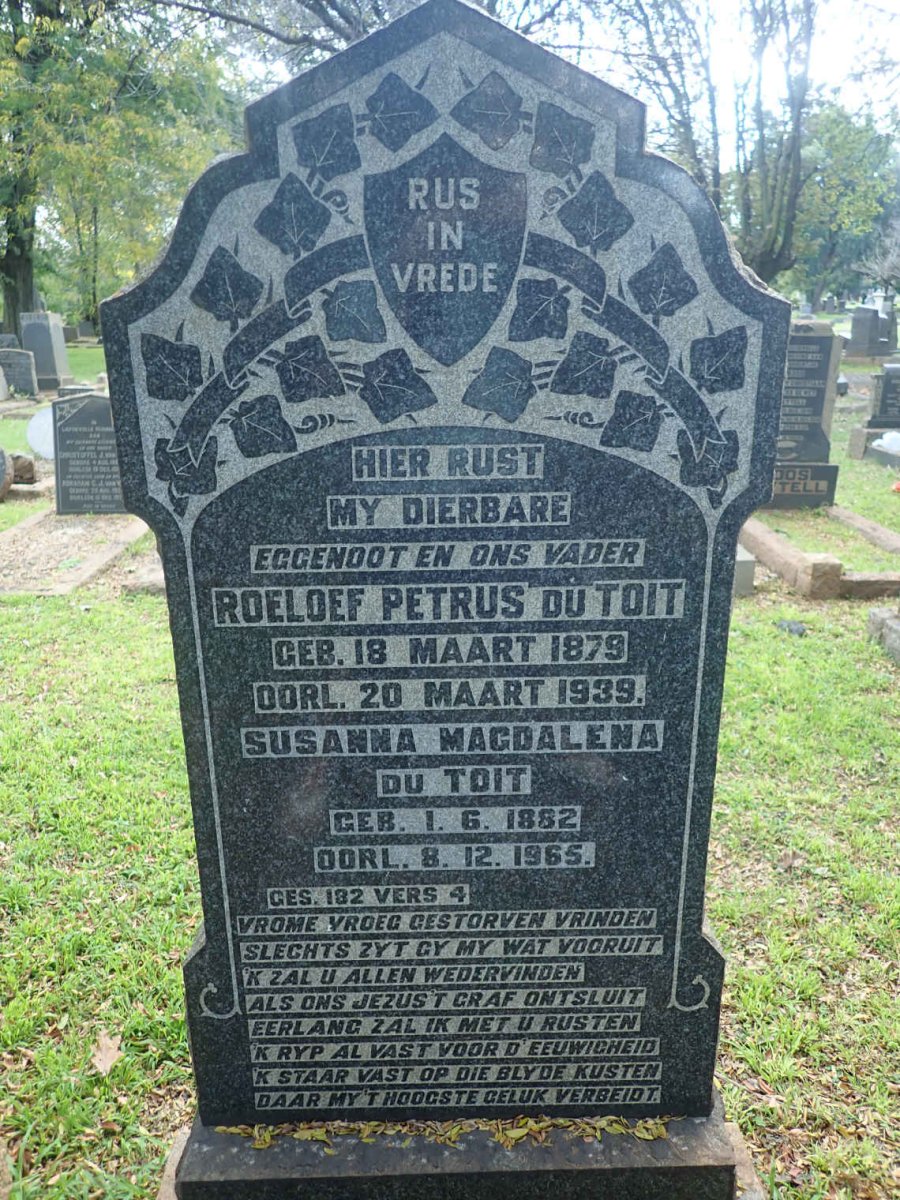 RUS
IN
VREDE
HIER RUST
MY DIERBARE
EGGENOOT EN ONS VADER
ROELOEF PETRUS DU TOIT
GEB. 18 MAART 1879
OORL. 20 MAART 1939.
SUSANNA MAGDALENA
DU TOIT
GEB. 1. 6. 1882
OORL. 8. 12. 1965.
GES. 182 VERS 4
VROME VROEG GESTORVEN VRINDEN
SLECHTS ZYT GY MY WAT VOORUIT
'K ZAL U ALLEN WEDERVINDEN
ALS ONS JEZUS'T GRAF ONTSLUIT
EERLANG ZAL IK MET U RUSTEN
'K RYP AL VAST VOOR D'EEUWIGHEID
'K STAAR VAST OP DIE BLYDE KUSTEN
DAAR MY'T HOOGSTE GELUK VERBEIDT.